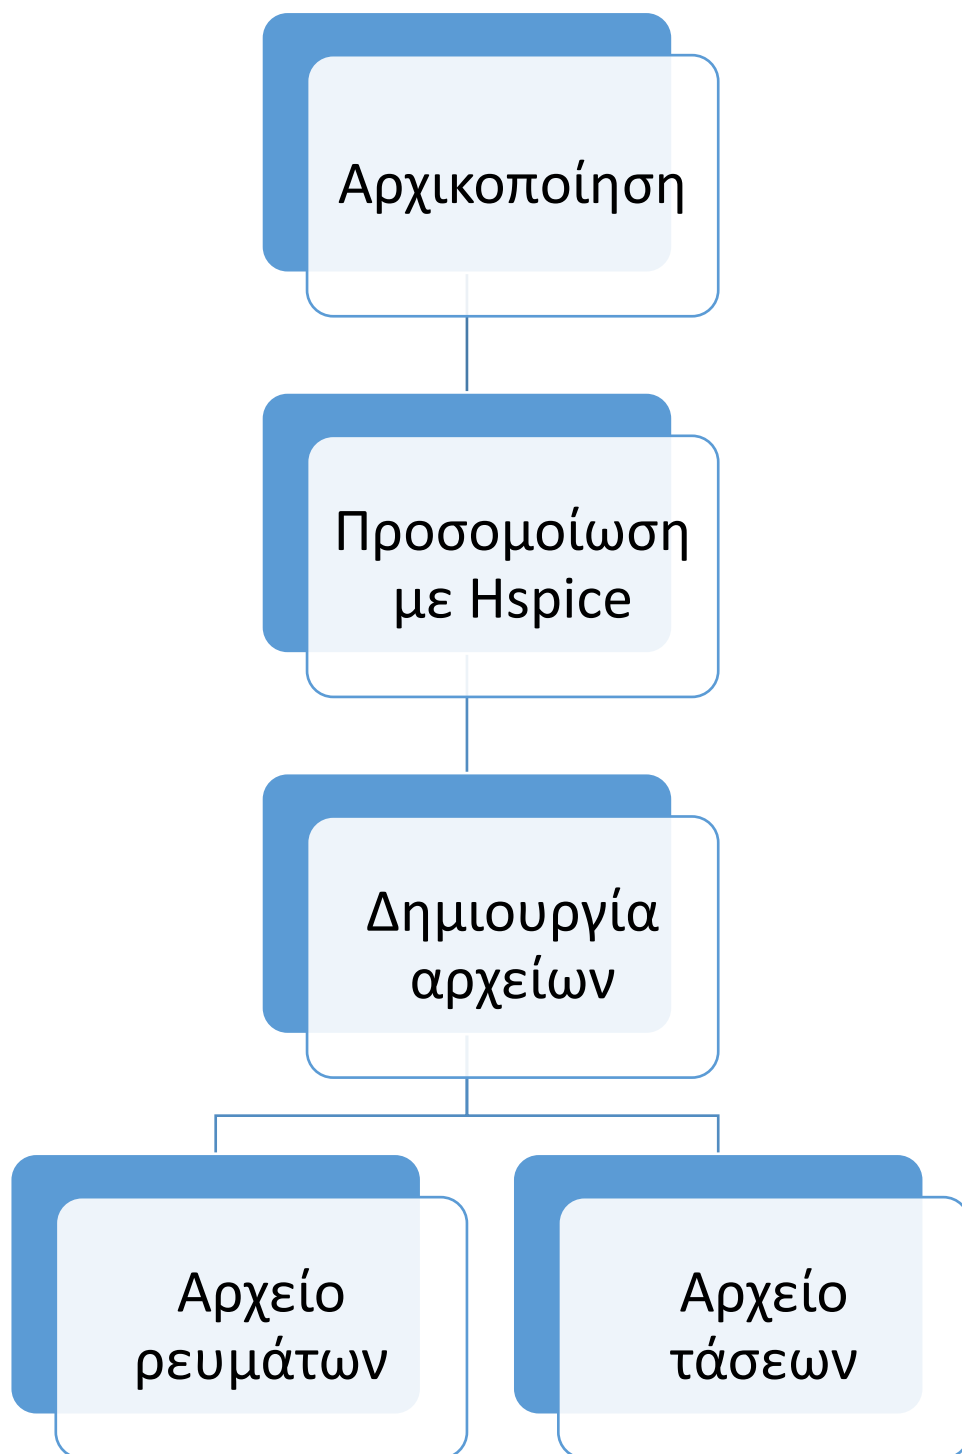 Αρχικοποίηση
Προσομοίωση
με Hspice
Δημιουργία
αρχείων
Αρχείο
ρευμάτων
Αρχείο
τάσεων